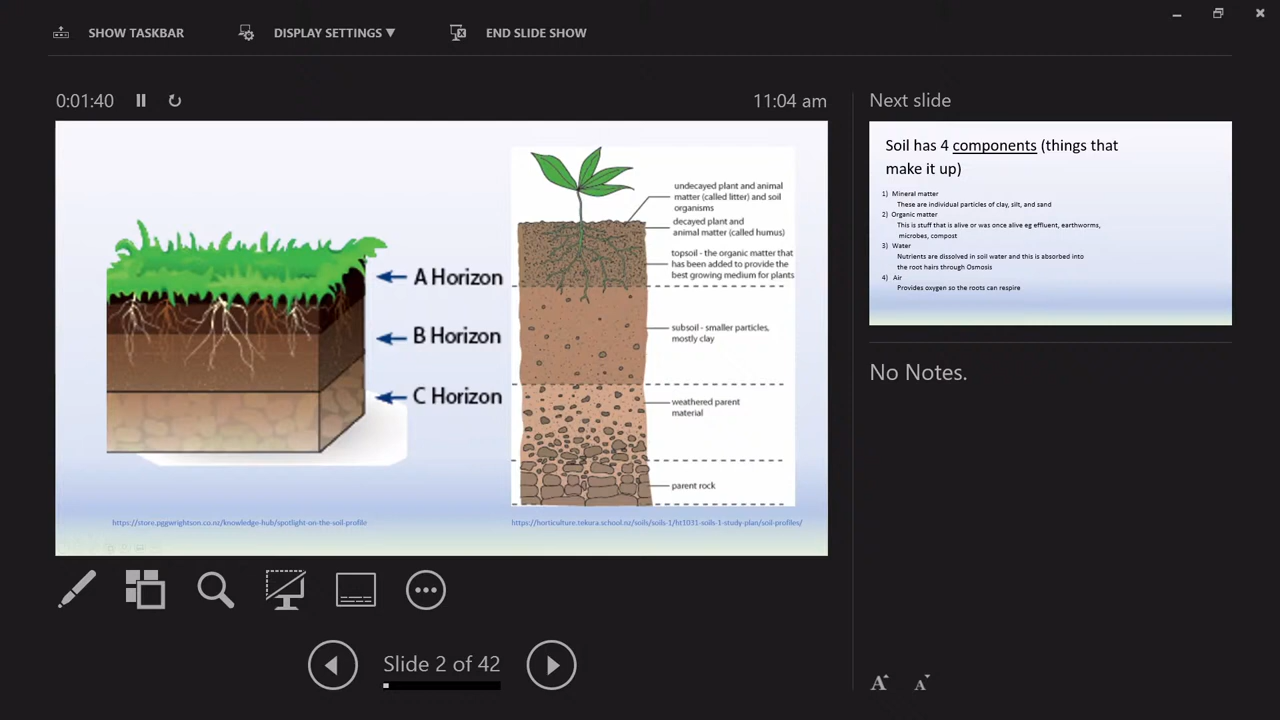 SHOW TASKBAR
DISPLAY SETTINGS ▼
END SLIDE SHOW
0:01:40
11:04 am
A Horizon
B Horizon
C Horizon
https://store.pggwrightson.co.nz/knowledge-hub/spotlight-on-the-soil-profile
undecayed plant and animal
matter (called litter) and soil
organisms
decayed plant and
animal matter (called humus)
topsoil - the organic matter that
has been added to provide the
best growing medium for plants
subsoil - smaller particles,
mostly clay
weathered parent
material
parent rock
https://horticulture.tekura.school.nz/soils/soils-1/ht1031-soils-1-study-plan/soil-profiles/
Slide 2 of 42
Next slide
Soil has 4 components (things that
make it up)
1) Mineral matter
These are individual particles of clay, silt, and sand
2) Organic matter
This is stuff that is alive or was once alive eg effluent, earthworms,
microbes, compost
3) Water
Nutrients are dissolved in soil water and this is absorbed into
the root hairs through Osmosis
4) Air
Provides oxygen so the roots can respire
No Notes.
A A